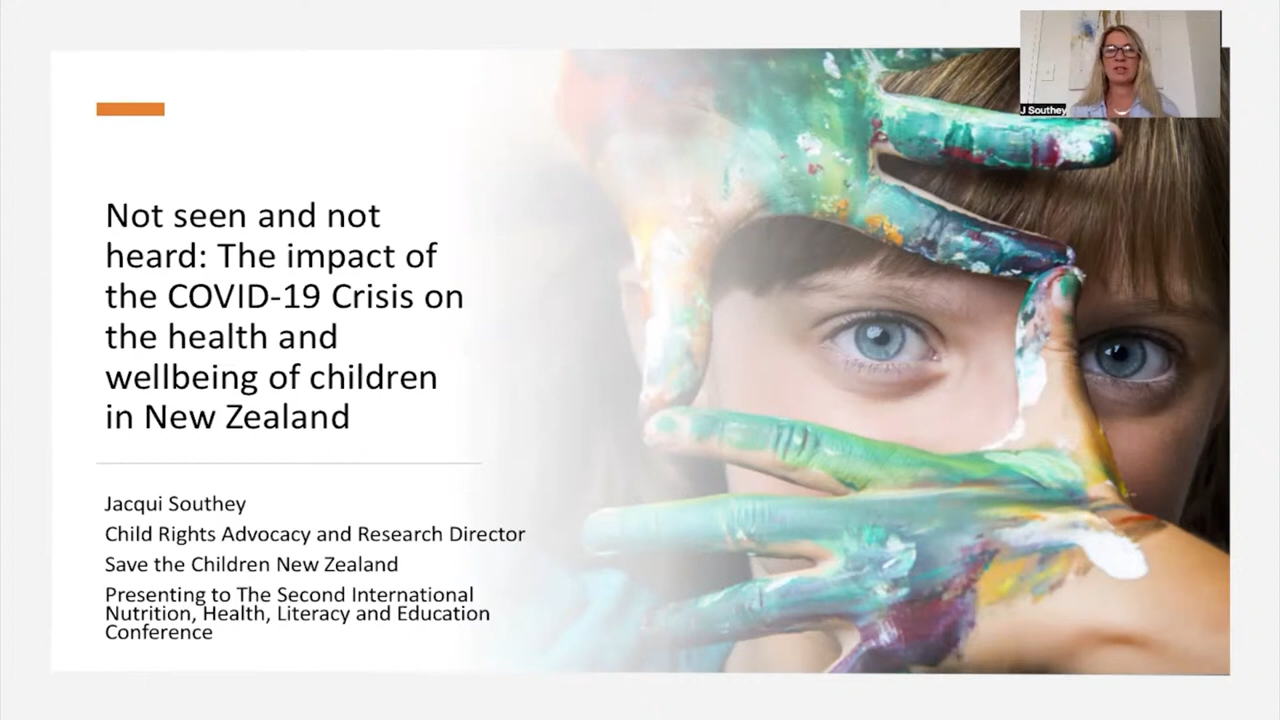 J Southey
Not seen and not
heard: The impact of
the COVID-19 Crisis on
the health and
wellbeing of children
in New Zealand
Jacqui Southey
Child Rights Advocacy and Research Director
Save the Children New Zealand
Presenting to The Second International
Nutrition, Health, Literacy and Education
Conference